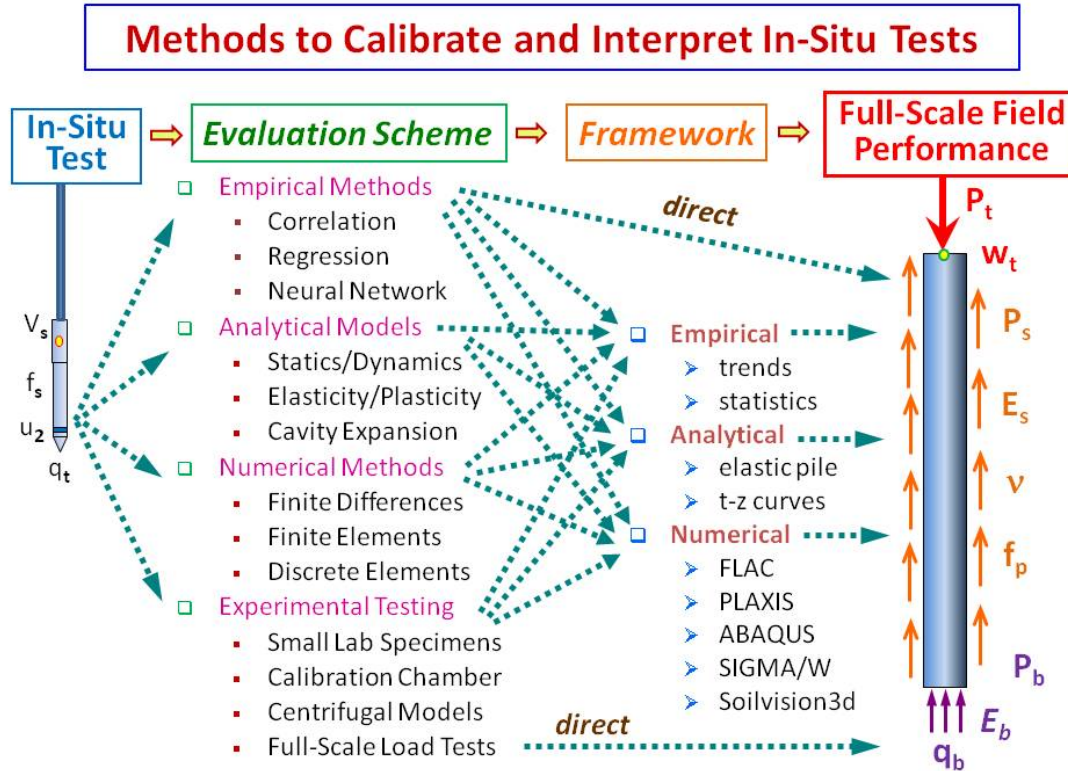 Methods to Calibrate and Interpret In-Situ Tests
In-Situ
Test
Evaluation Scheme
Framework
Full-Scale Field
Performance
Empirical Methods
Correlation
Regression
Neural Network
Analytical Models
Statics/Dynamics
Elasticity/Plasticity
Cavity Expansion
Numerical Methods
Finite Differences
Finite Elements
Discrete Elements
Experimental Testing
Small Lab Specimens
Calibration Chamber
Centrifugal Models
Full-Scale Load Tests
Vs
fs
u2
qt
direct
direct
Empirical
trends
statistics
Analytical
elastic pile
t-z curves
Numerical
FLAC
PLAXIS
ABAQUS
SIGMA/W
Soilvision3d
Pt
wt
Ps
Es
ν
fp
Pb
Eb
qb